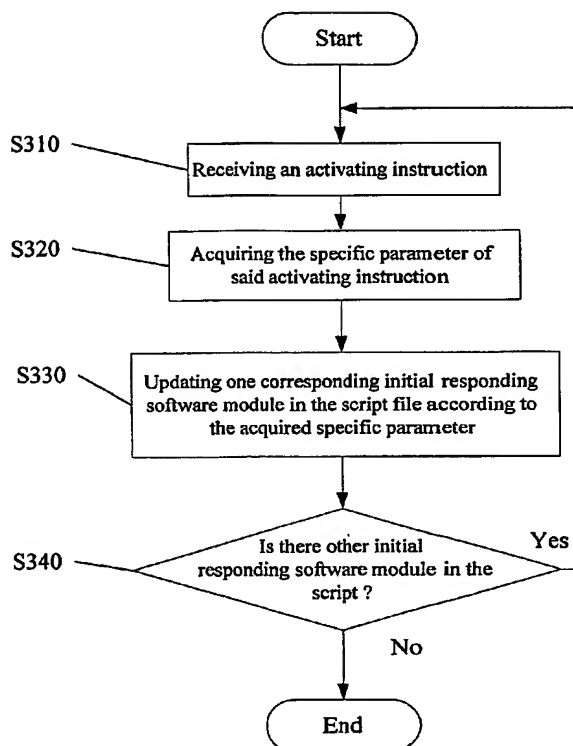 Start
S310
Receiving an activating instruction
S320
Acquiring the specific parameter of
said activating instruction
S330
Updating one corresponding initial responding
software module in the script file according to
the acquired specific parameter
S340
Is there other initial
responding software module in the
script ?
Yes
No
End